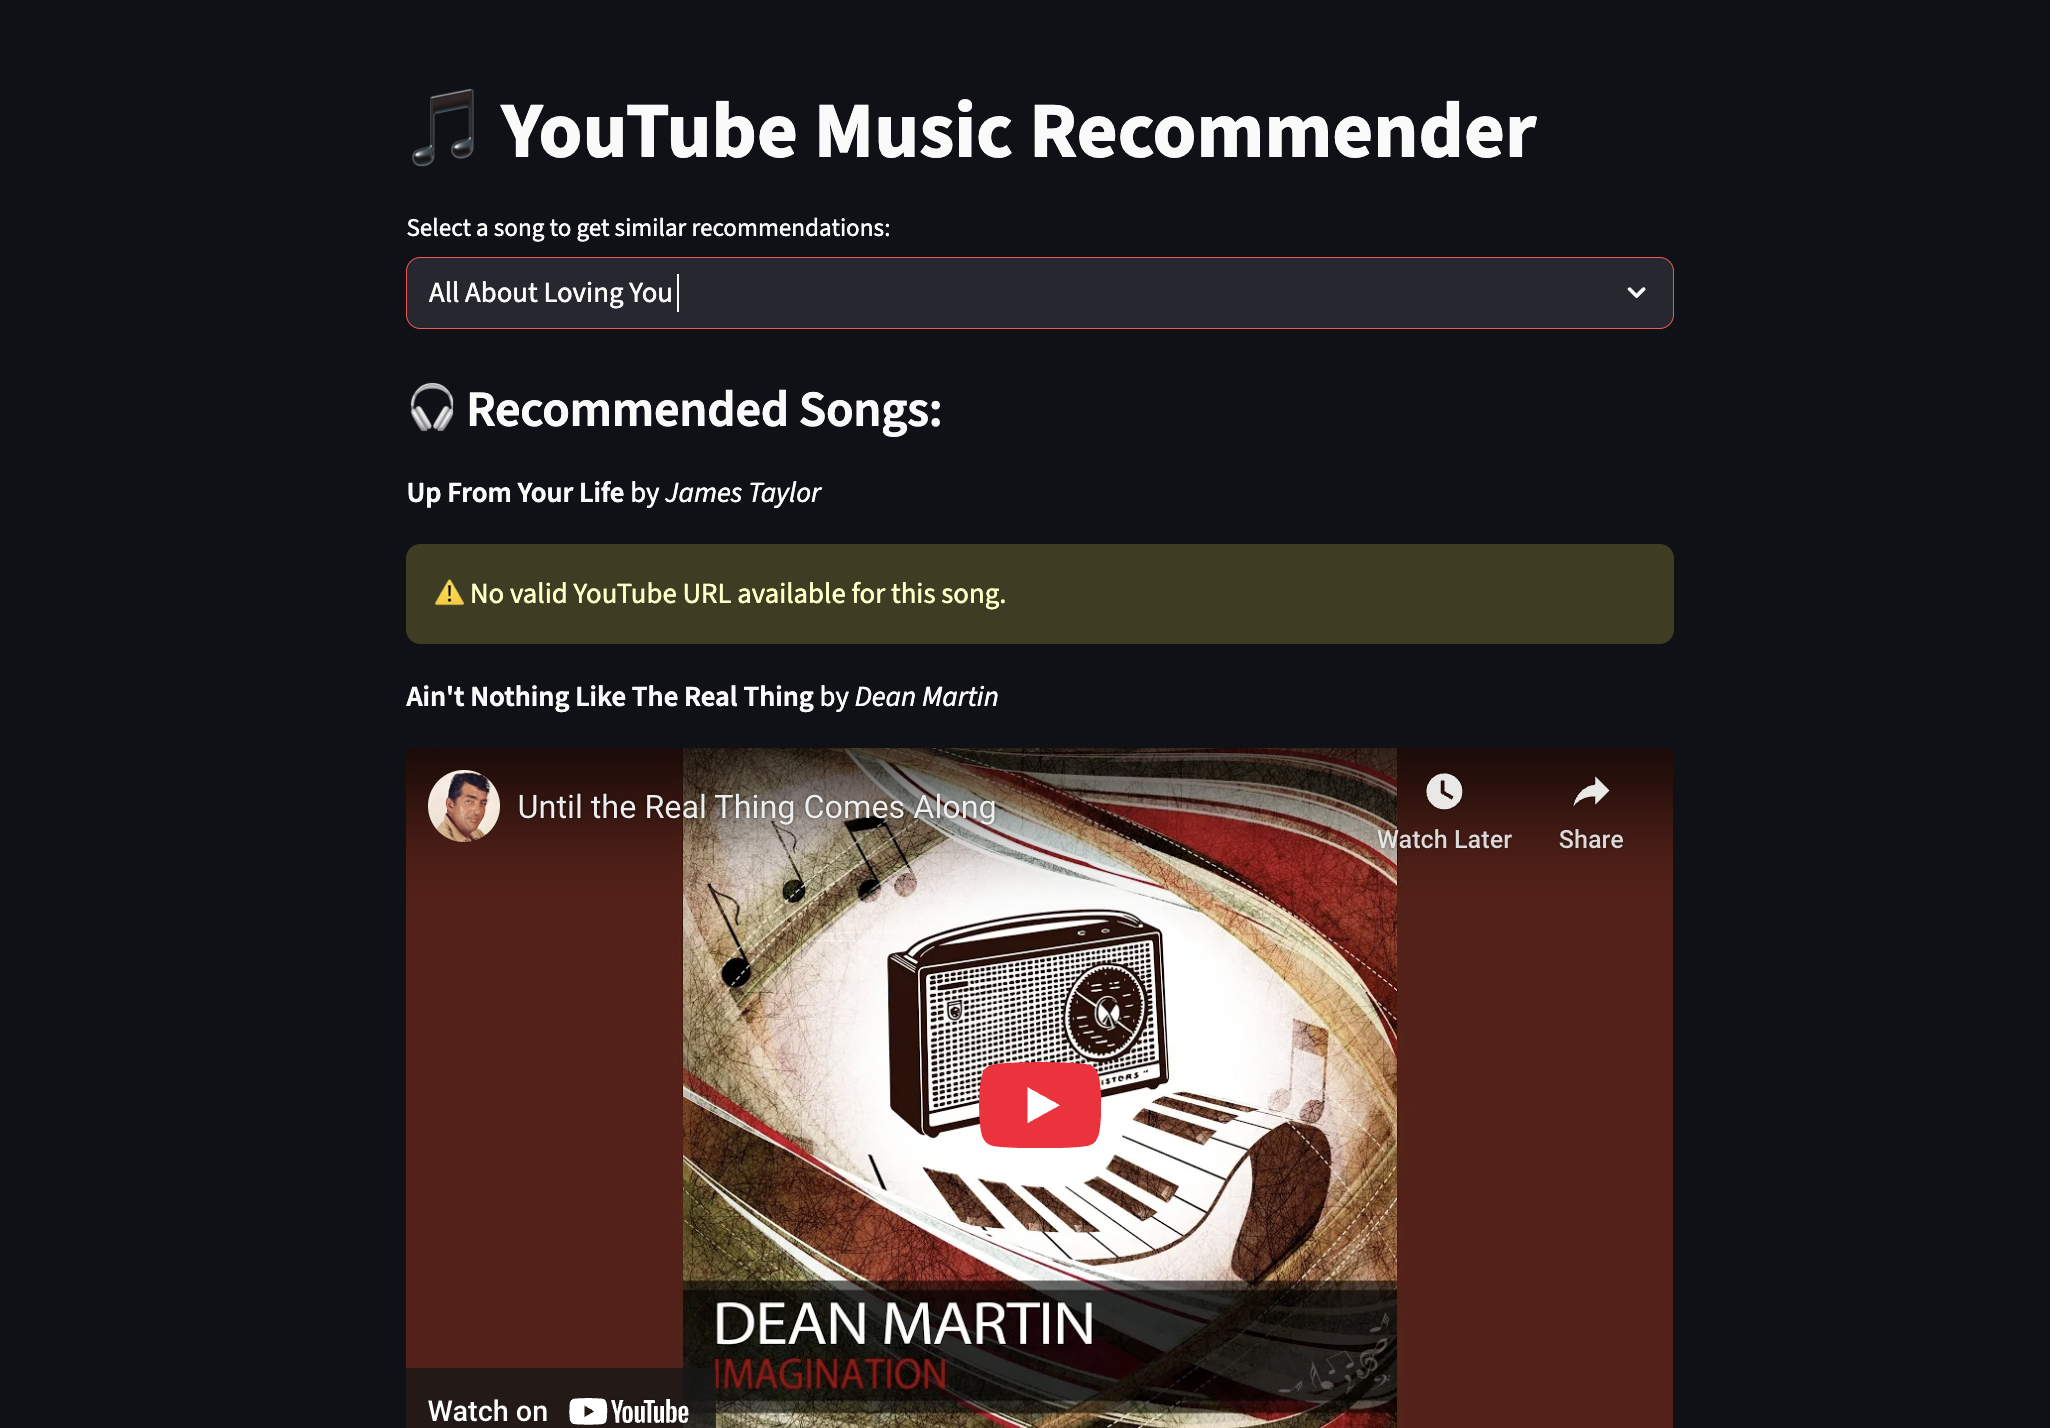 🎵 YouTube Music Recommender
Select a song to get similar recommendations:
All About Loving You
🎧 Recommended Songs:
Up From Your Life by James Taylor
⚠️ No valid YouTube URL available for this song.
Ain't Nothing Like The Real Thing by Dean Martin
Until the Real Thing Comes Along
Watch Later
Share
DEAN MARTIN
IMAGINATION
Watch on YouTube